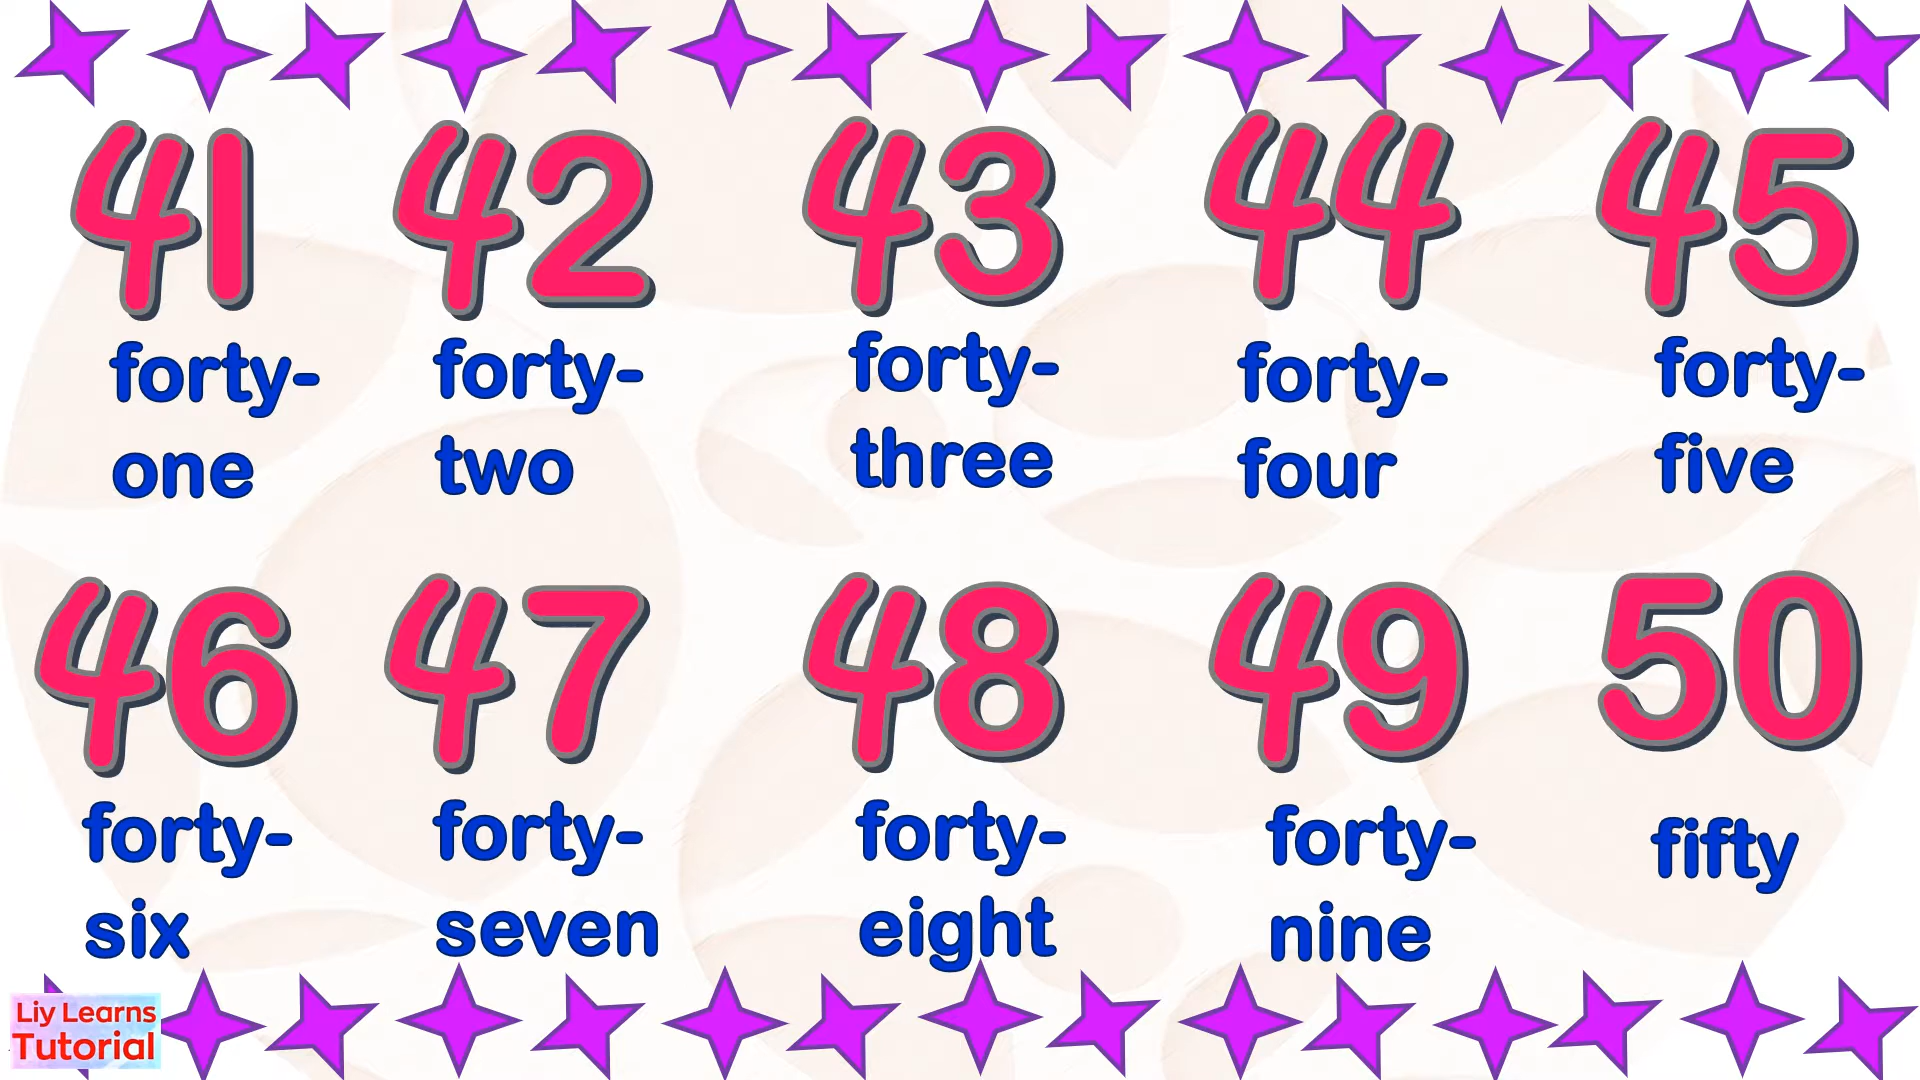 41 42 43 44 45
forty- forty- forty- forty- forty-
one two three four five
46 47 48 49 50
forty- forty- forty- forty- fifty
six seven eight nine
Liy Learns
Tutorial